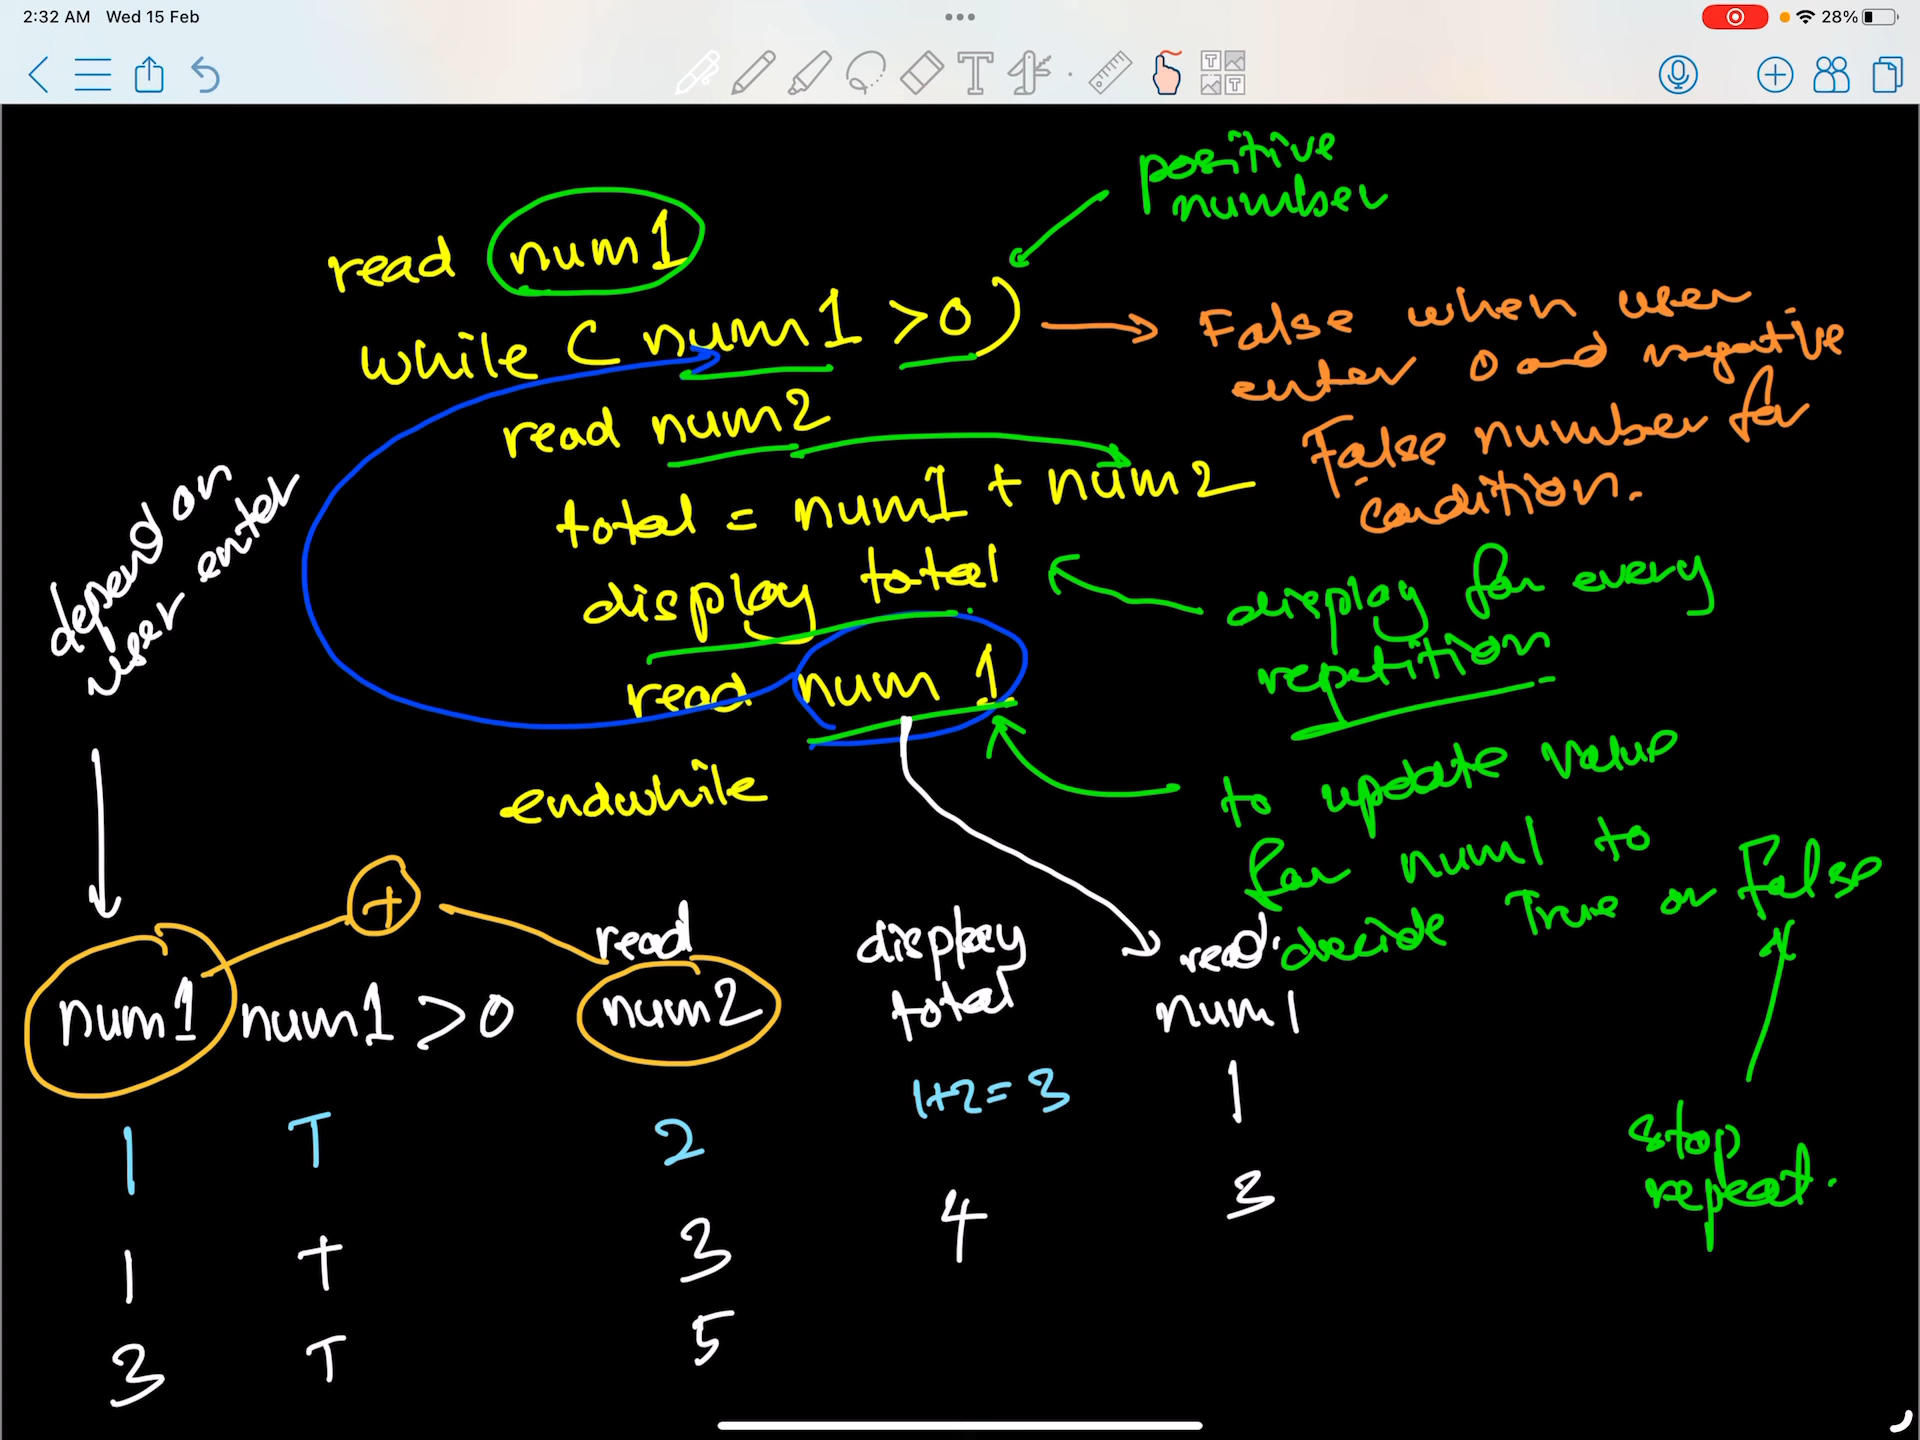 2:32 AM Wed 15 Feb
28%
positive
number
read num1
while ( num1 >0)
False when user
enter 0 and negative
False number for
condition.
read num2
total = num1 + num2
display total
display for every
repetition
read num 1
to update value
for num1 to
decide True or False
endwhile
depend on
user enter
stop
repeat.
+
read display read
num1 num1 >0 num2 total num1
1 T 2 1+2=3 1
1 T 3 4 3
3 T 5